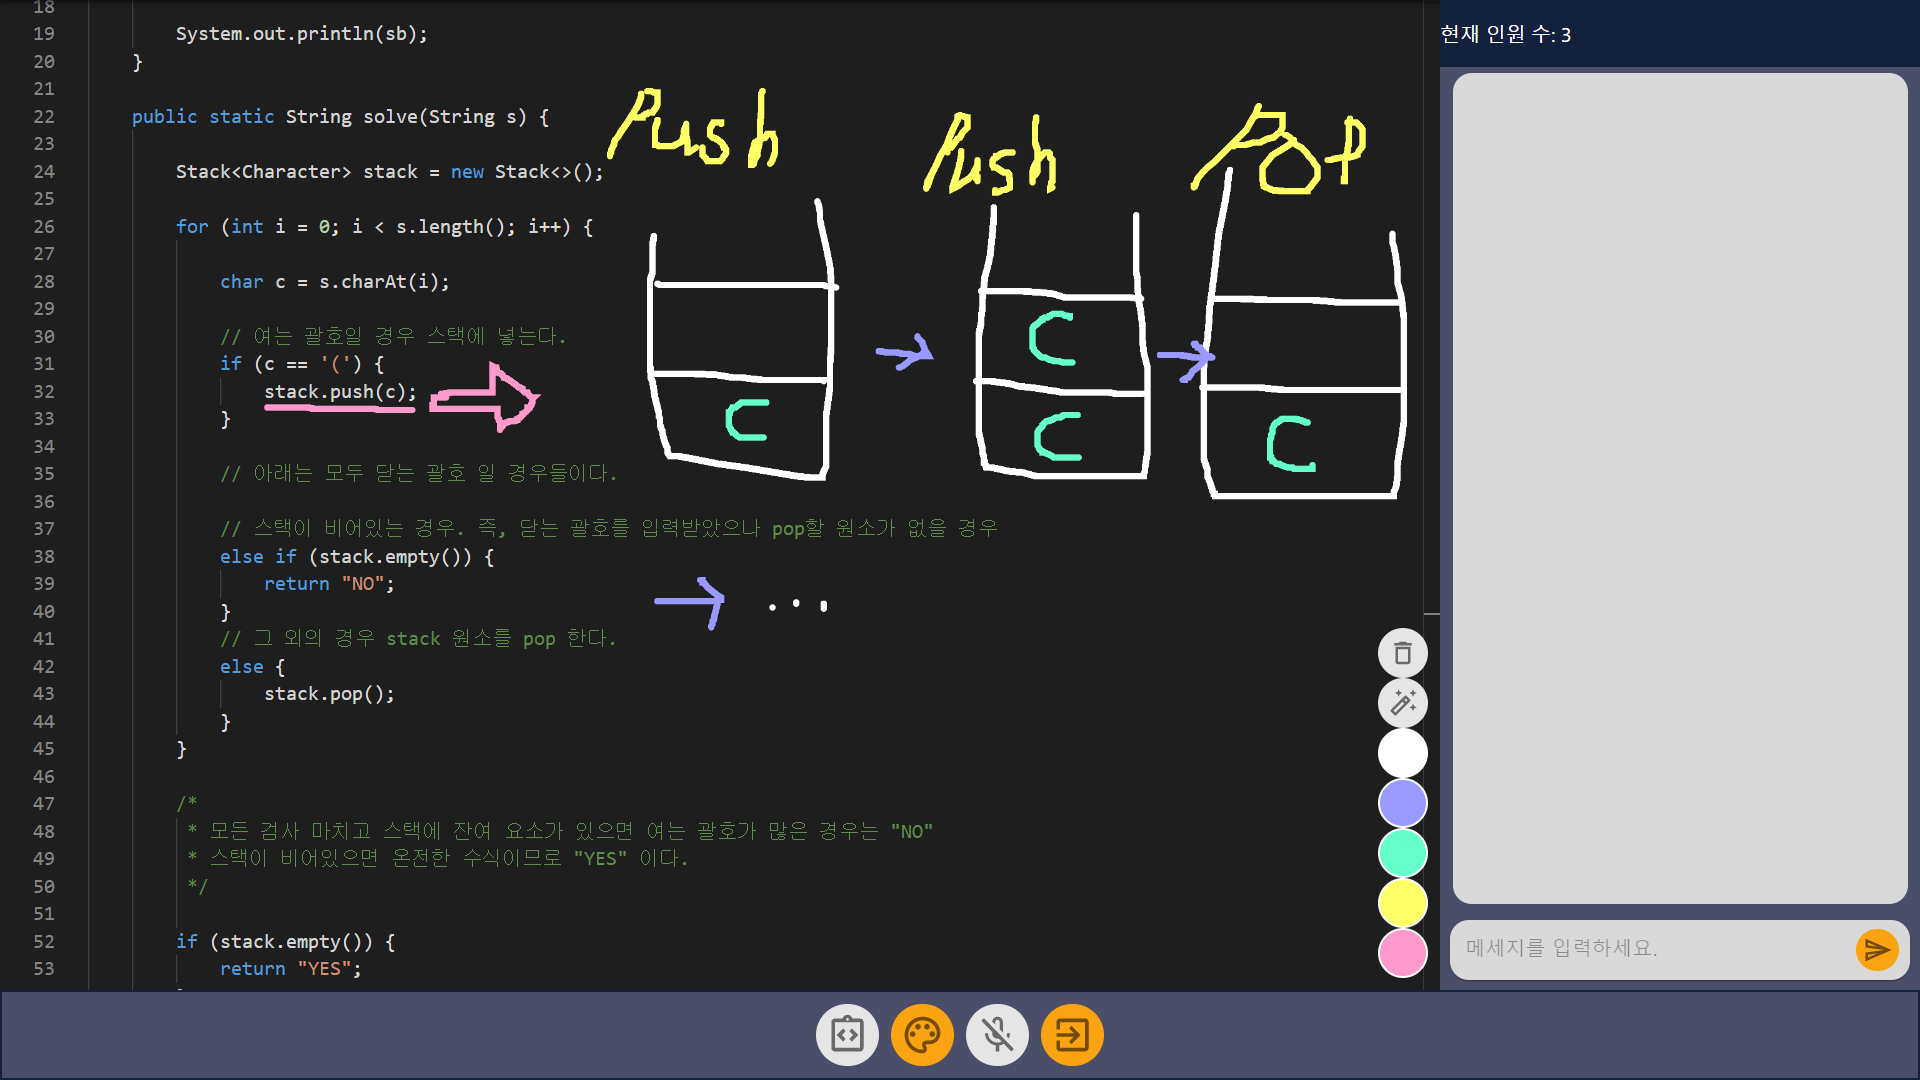 18
19 System.out.println(sb);
20 }
21
22 public static String solve(String s) {
23
24 Stack<Character> stack = new Stack<>();
25
26 for (int i = 0; i < s.length(); i++) {
27
28 char c = s.charAt(i);
29
30 // 여는 괄호일 경우 스택에 넣는다.
31 if (c == '(') {
32 stack.push(c);
33 }
34
35 // 아래는 모두 닫는 괄호 일 경우들이다.
36
37 // 스택이 비어있는 경우. 즉, 닫는 괄호를 입력받았으나 pop할 원소가 없을 경우
38 else if (stack.empty()) {
39 return "NO";
40 }
41 // 그 외의 경우 stack 원소를 pop 한다.
42 else {
43 stack.pop();
44 }
45 }
46
47 /*
48 * 모든 검사 마치고 스택에 잔여 요소가 있으면 여는 괄호가 많은 경우는 "NO"
49 * 스택이 비어있으면 온전한 수식이므로 "YES" 이다.
50 */
51
52 if (stack.empty()) {
53 return "YES";
Push
Push
POP
C
C
C
C
...
현재 인원 수: 3
메세지를 입력하세요.